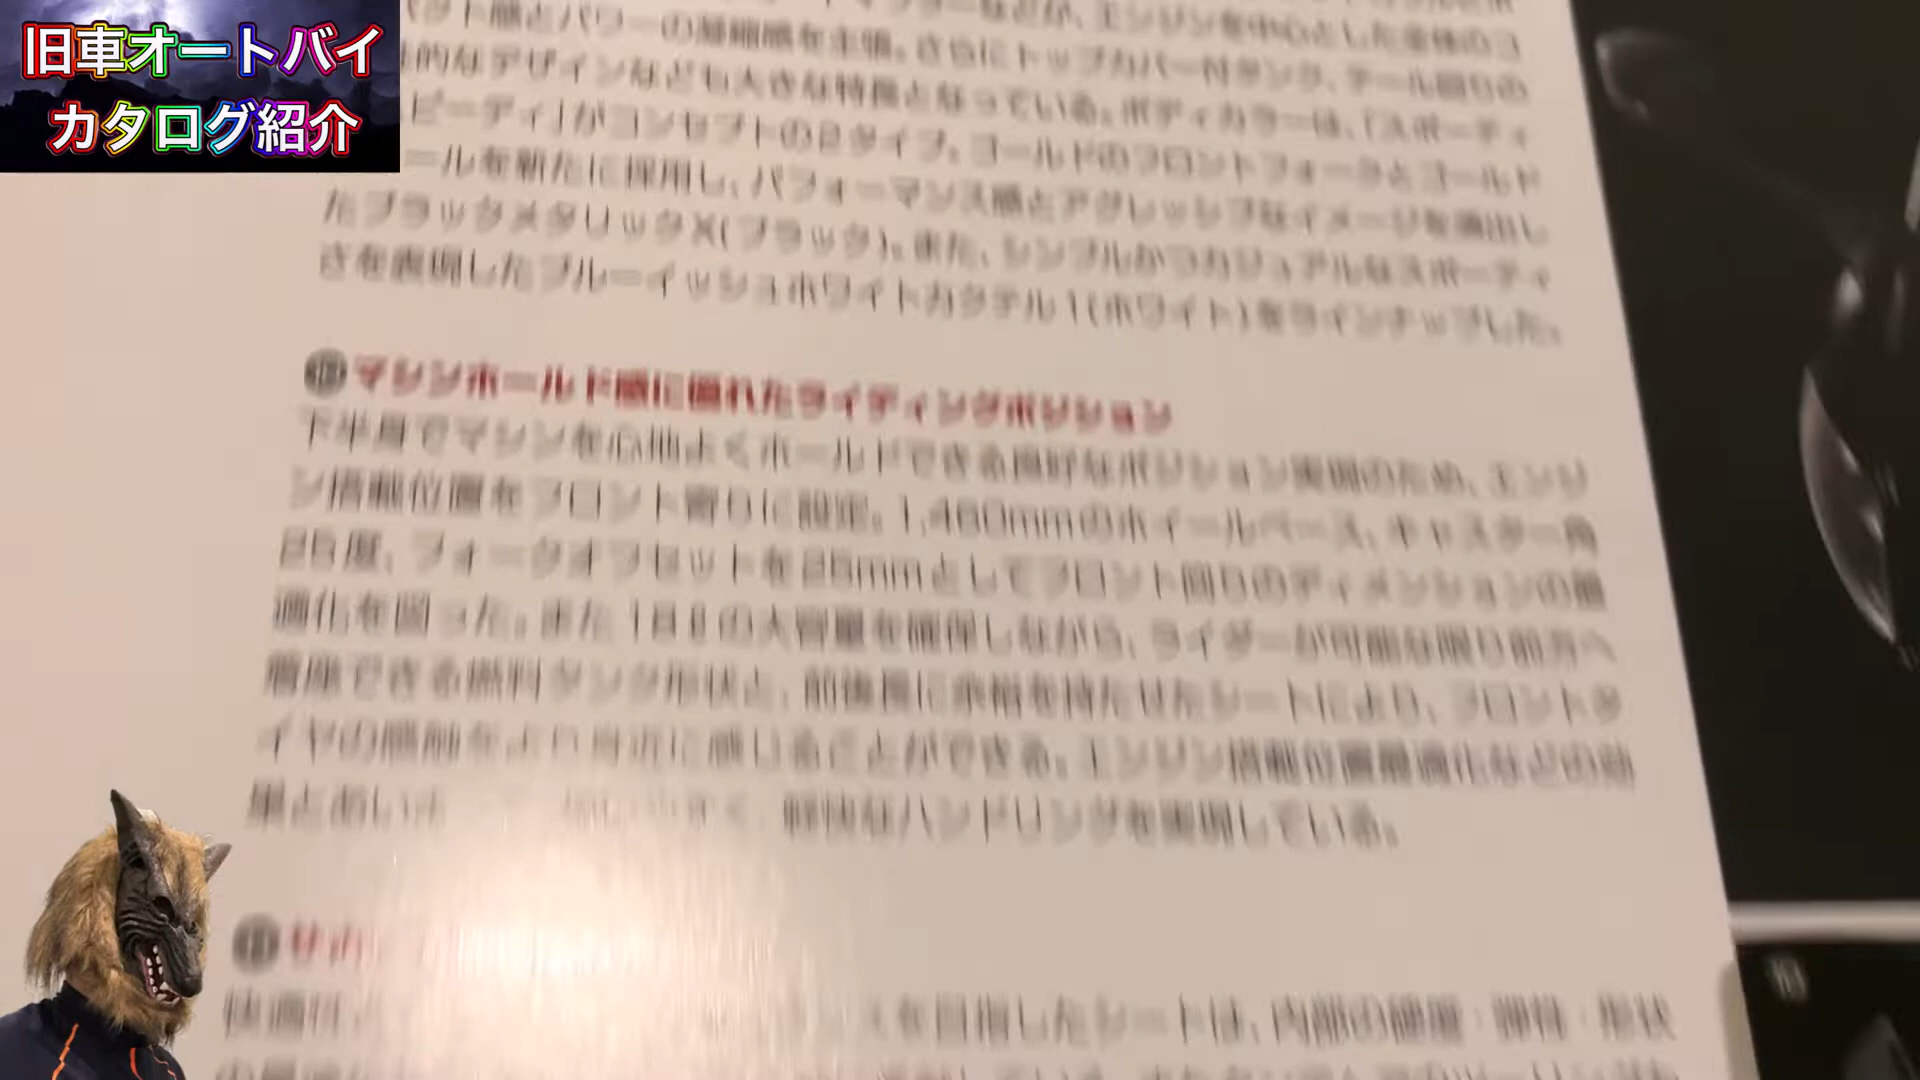 旧車オートバイ
カタログ紹介
クト感とパワーの凝縮感を主張。さらにトップカバー付タンク、テール回りの
的なデザインなども大きな特長となっている。ボディカラーは、「スポーティ
ピーディ」がコンセプトの2タイプ。ゴールドのフロントフォークとゴールド
ールを新たに採用し、パフォーマンス感とアグレッシブなイメージを演出し
たブラックメタリックX(ブラック)。また、シンプルかつカジュアルなスポーティ
さを表現したブルーイッシュホワイトカクテル1(ホワイト)をラインナップした。
マシンホールド感に優れたライディングポジション
下半身でマシンを心地よくホールドできる良好なポジション実現のため、エンジ
ン搭載位置をフロント寄りに設定。1,460mmのホイールベース、キャスター角
25度、フォークオフセットを25mmとしてフロント回りのディメンションの最
適化を図った。また18ℓの大容量を確保しながら、ライダーが可能な限り前方へ
着座できる燃料タンク形状と、前後長に余裕を持たせたシートにより、フロントタ
イヤの感触をより身近に感じることができる。エンジン搭載位置最適化などの効
果とあいま 軽快なハンドリングを実現している。
快適性 を目指したシートは、内部の硬度・弾性・形状